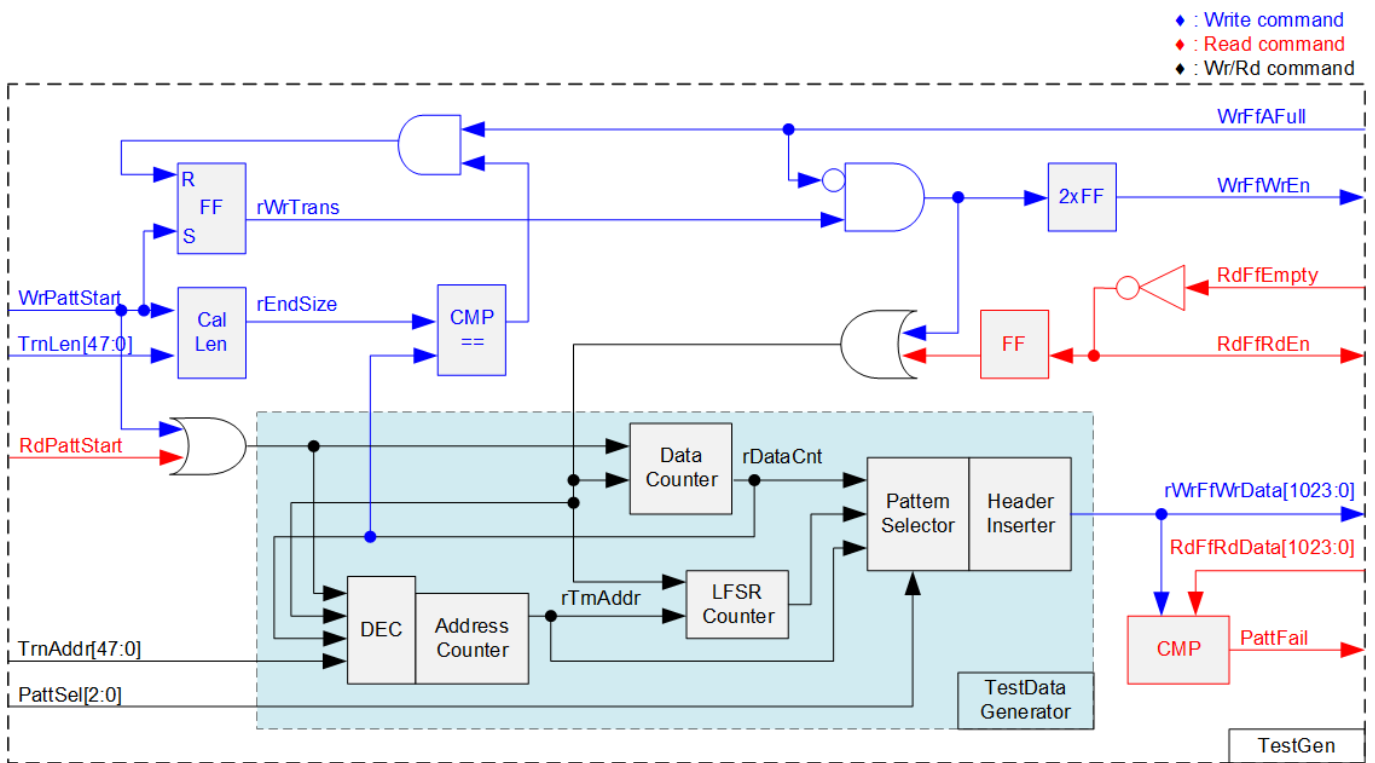 ♦ : Write command
♦ : Read command
♦ : Wr/Rd command
WrFfAFull
R
FF
S
rWrTrans
2xFF
WrFfWrEn
WrPattStart
Cal
Len
rEndSize
CMP
==
RdFfEmpty
TrnLen[47:0]
FF
RdFfRdEn
RdPattStart
Data
Counter
rDataCnt
Pattern
Selector
Header
Inserter
rWrFfWrData[1023:0]
RdFfRdData[1023:0]
DEC
Address
Counter
rTrnAddr
LFSR
Counter
TrnAddr[47:0]
CMP
PattFail
PattSel[2:0]
TestData
Generator
TestGen